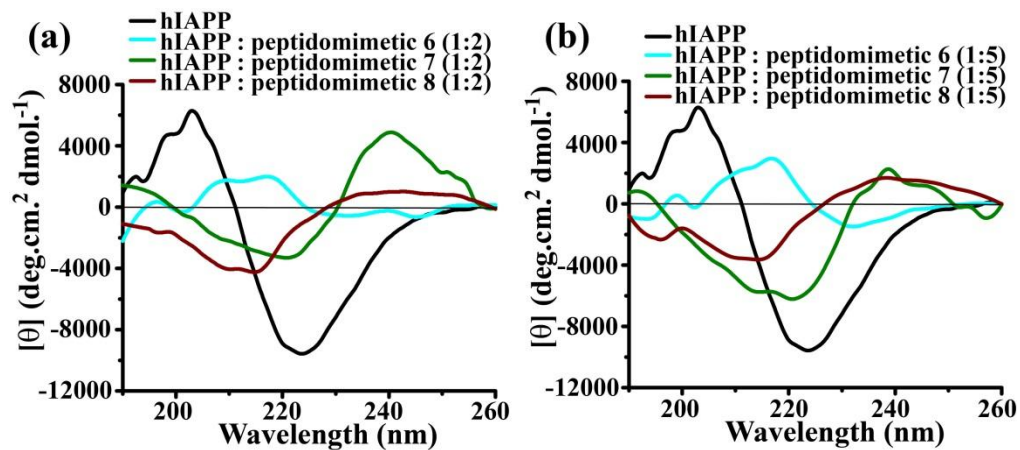 (a)
hIAPP
hIAPP : peptidomimetic 6 (1:2)
hIAPP : peptidomimetic 7 (1:2)
hIAPP : peptidomimetic 8 (1:2)
8000
4000
0
-4000
-8000
-12000
[θ] (deg.cm.² dmol.⁻¹)
200
220
240
260
Wavelength (nm)
(b)
hIAPP
hIAPP : peptidomimetic 6 (1:5)
hIAPP : peptidomimetic 7 (1:5)
hIAPP : peptidomimetic 8 (1:5)
8000
4000
0
-4000
-8000
-12000
[θ] (deg.cm.² dmol.⁻¹)
200
220
240
260
Wavelength (nm)